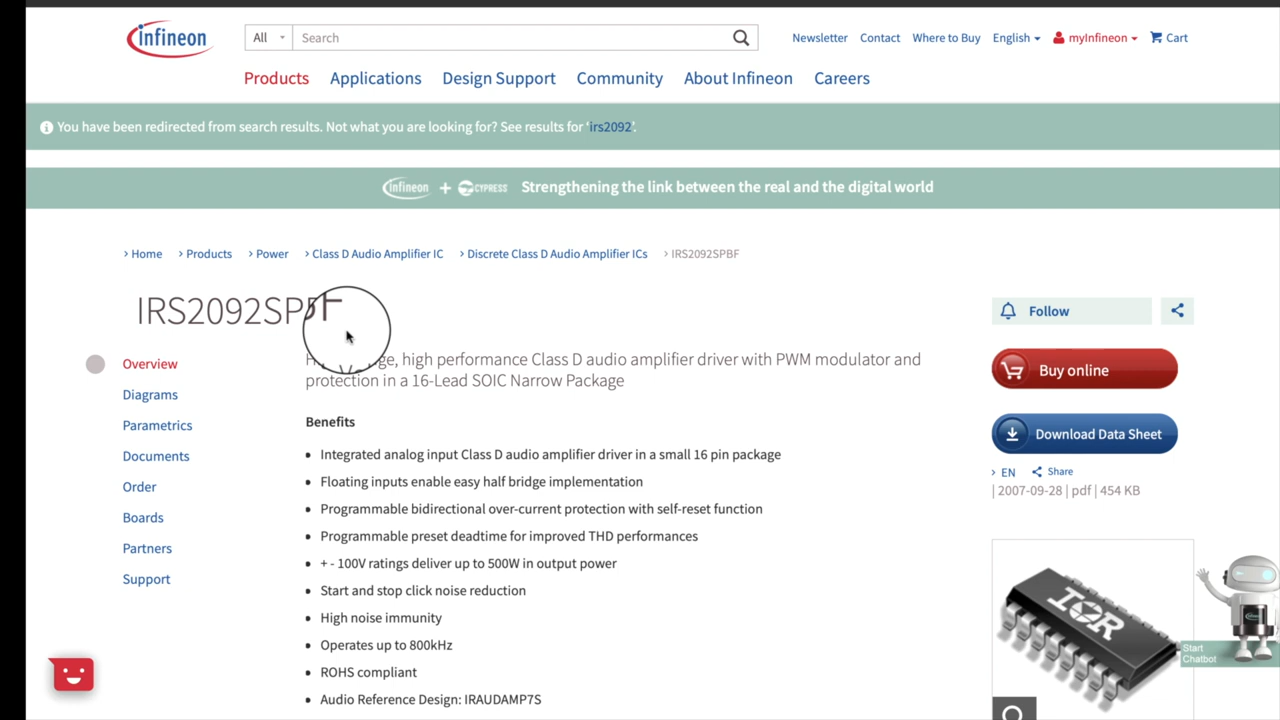 infineon
All
Search
Newsletter Contact Where to Buy English myInfineon Cart
Products Applications Design Support Community About Infineon Careers
You have been redirected from search results. Not what you are looking for? See results for 'irs2092'.
infineon + CYPRESS Strengthening the link between the real and the digital world
> Home > Products > Power > Class D Audio Amplifier IC > Discrete Class D Audio Amplifier ICs > IRS2092SPBF
Follow
Overview
Diagrams
Parametrics
Documents
Order
Boards
Partners
Support
high performance Class D audio amplifier driver with PWM modulator and
protection in a 16-Lead SOIC Narrow Package
Benefits
• Integrated analog input Class D audio amplifier driver in a small 16 pin package
• Floating inputs enable easy half bridge implementation
• Programmable bidirectional over-current protection with self-reset function
• Programmable preset deadtime for improved THD performances
• + - 100V ratings deliver up to 500W in output power
• Start and stop click noise reduction
• High noise immunity
• Operates up to 800kHz
• ROHS compliant
• Audio Reference Design: IRAUDAMP7S
Buy online
Download Data Sheet
> EN Share
| 2007-09-28 | pdf | 454 KB
IOR
Start
Chatbot